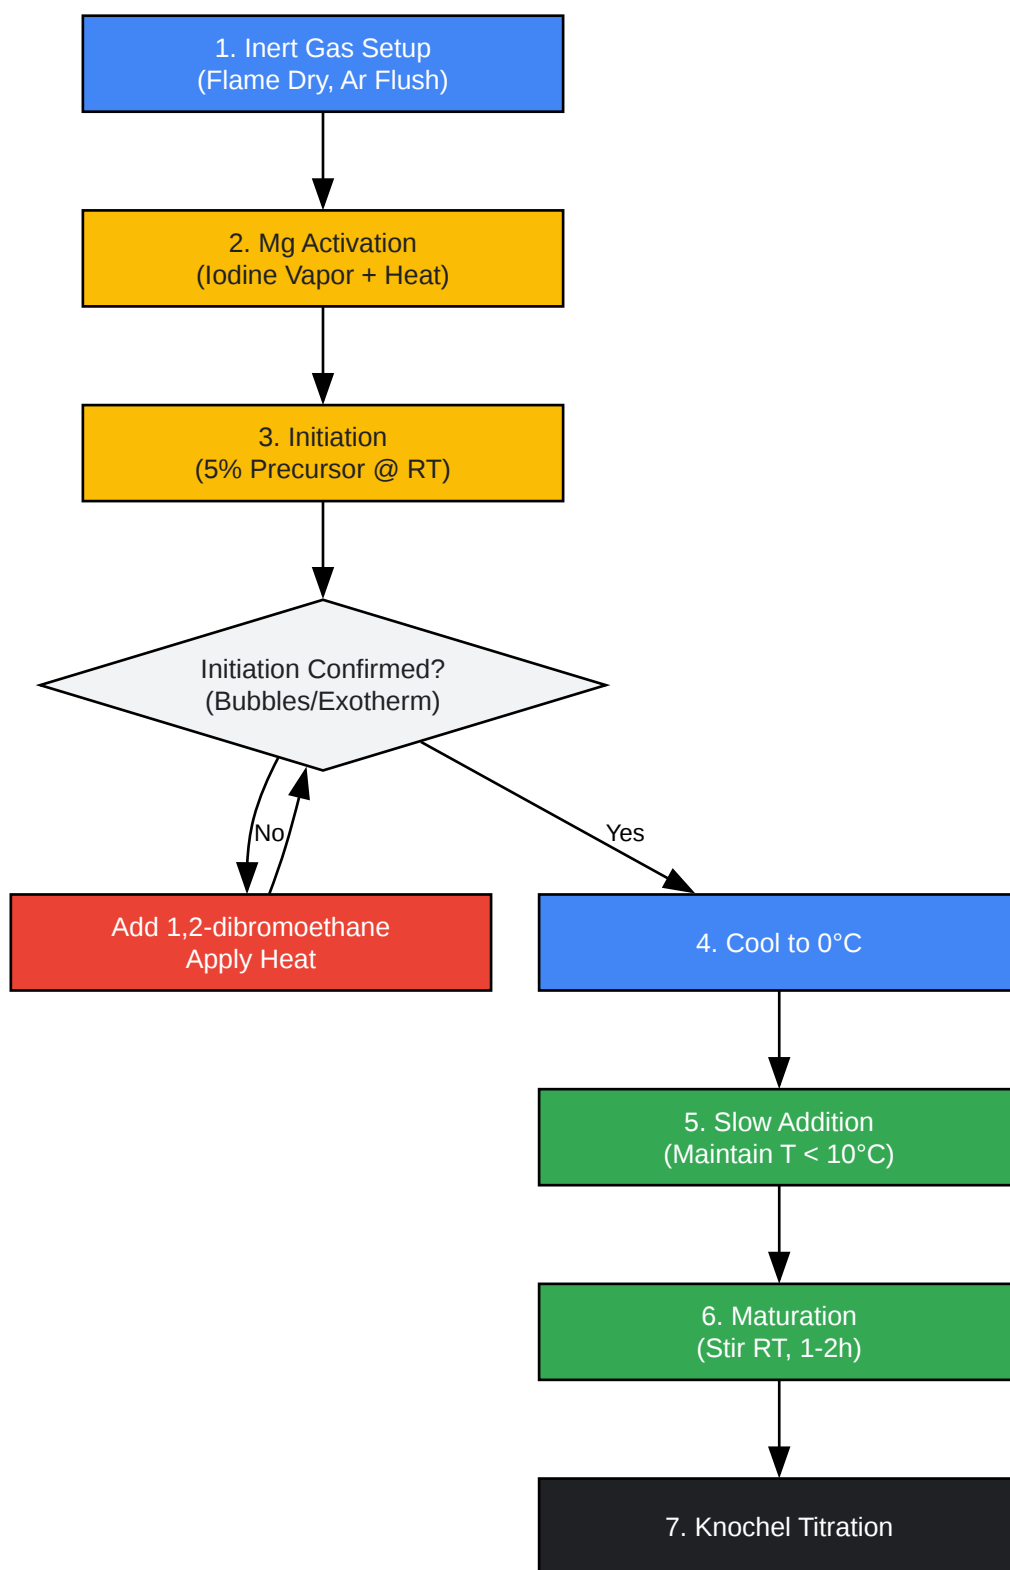 1. Inert Gas Setup
(Flame Dry, Ar Flush)
2. Mg Activation
(Iodine Vapor + Heat)
3. Initiation
(5% Precursor @ RT)
Initiation Confirmed?
(Bubbles/Exotherm)
No
Yes
Add 1,2-dibromoethane
Apply Heat
4. Cool to 0°C
5. Slow Addition
(Maintain T < 10°C)
6. Maturation
(Stir RT, 1-2h)
7. Knochel Titration